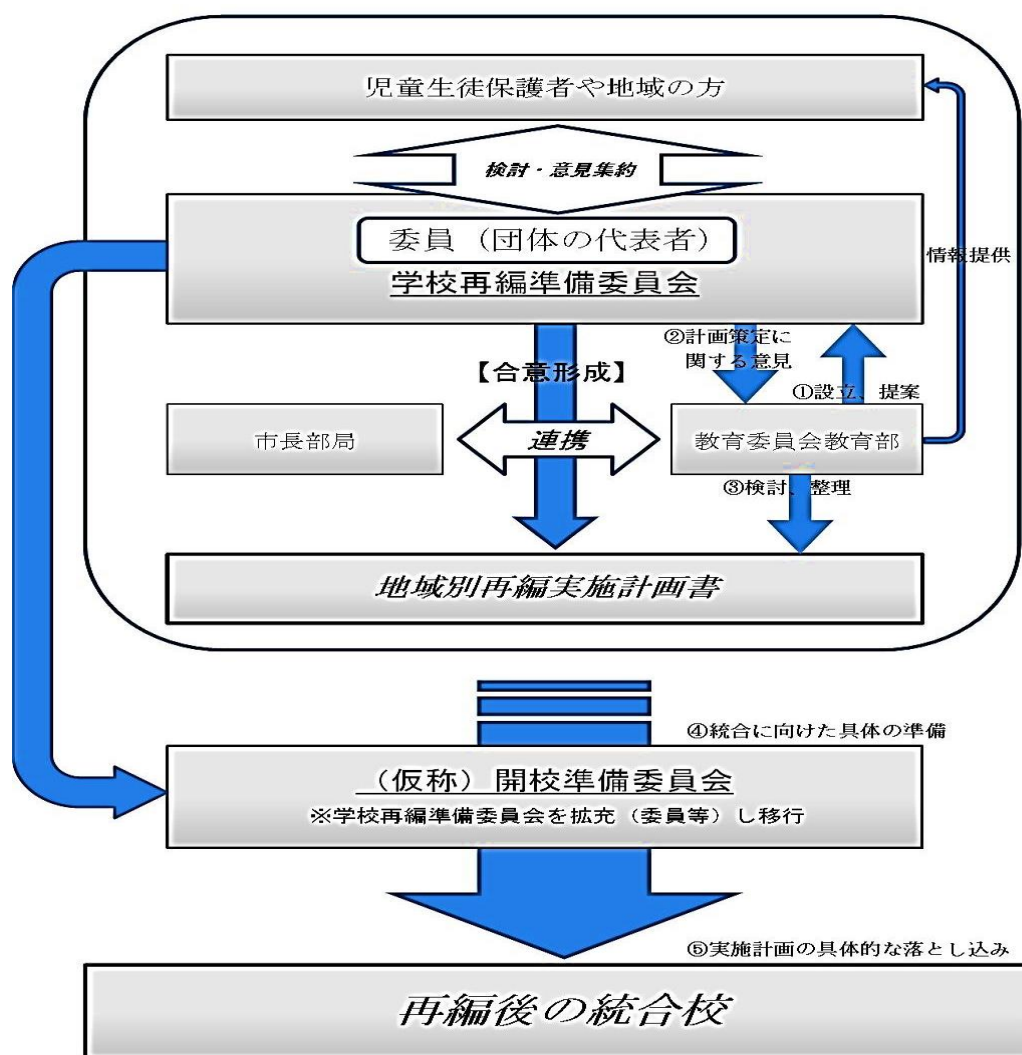 児童生徒保護者や地域の方
検討・意見集約
委員（団体の代表者）
学校再編準備委員会
情報提供
②計画策定に
関する意見
【合意形成】
①設立、提案
市長部局
連携
教育委員会教育部
③検討、整理
地域別再編実施計画書
④統合に向けた具体の準備
（仮称）開校準備委員会
※学校再編準備委員会を拡充（委員等）し移行
⑤実施計画の具体的な落とし込み
再編後の統合校